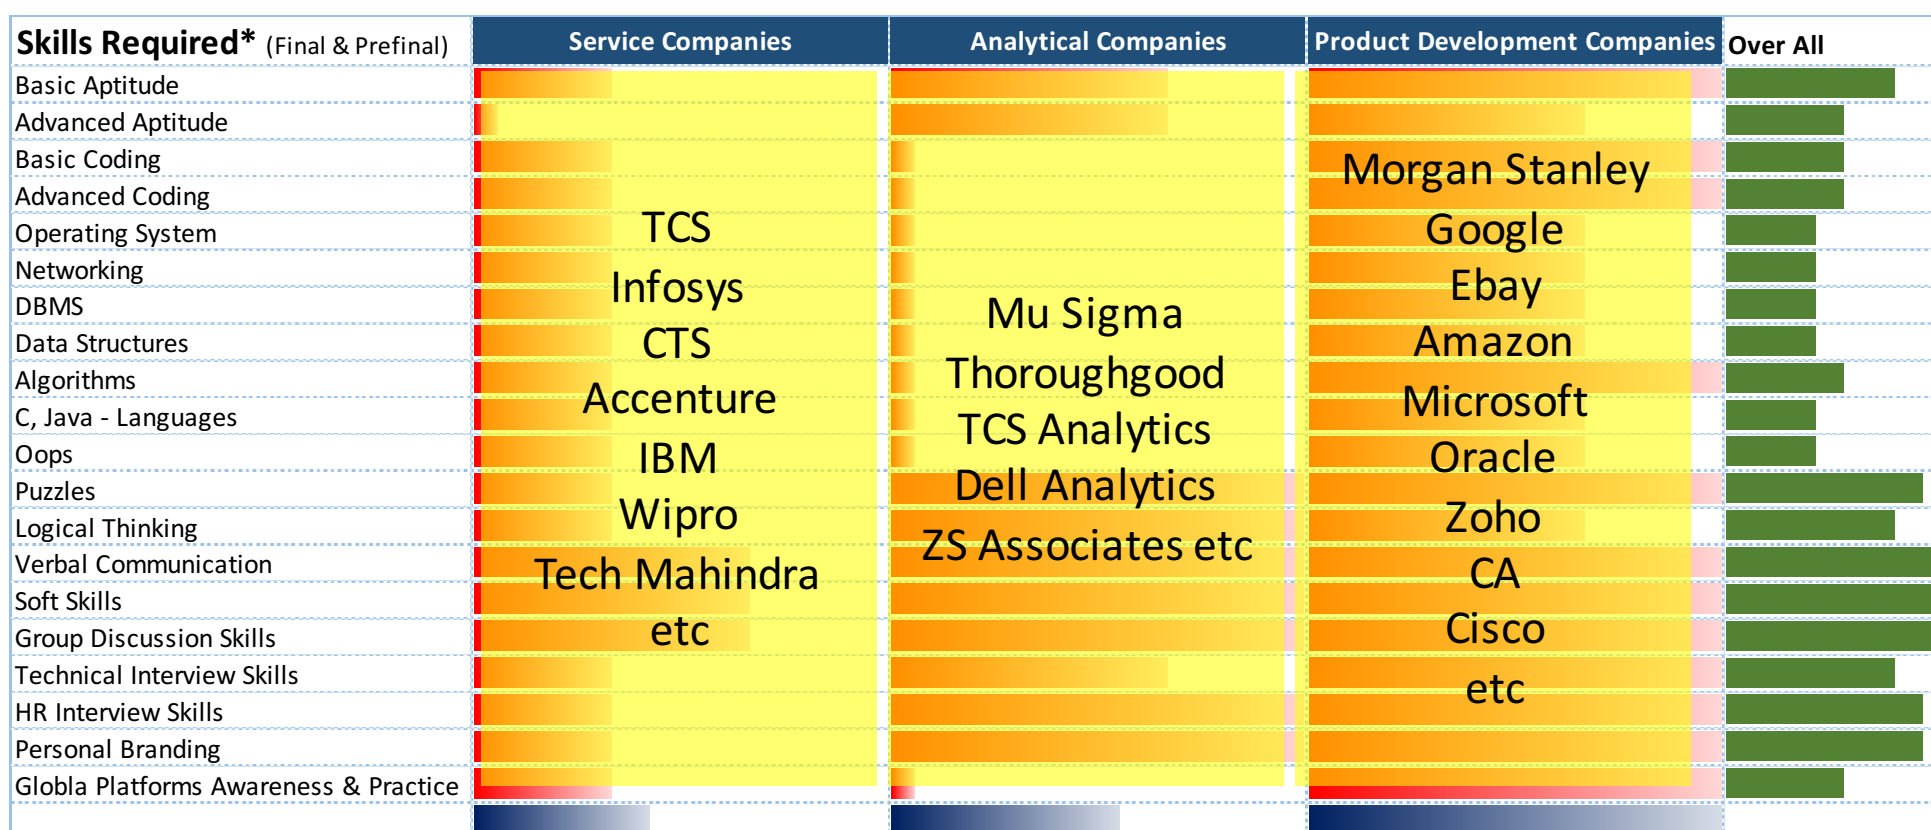 Skills Required* (Final & Prefinal)
Service Companies
Analytical Companies
Product Development Companies
Over All
Basic Aptitude
Advanced Aptitude
Basic Coding
Advanced Coding
Operating System
Networking
DBMS
Data Structures
Algorithms
C, Java - Languages
Oops
Puzzles
Logical Thinking
Verbal Communication
Soft Skills
Group Discussion Skills
Technical Interview Skills
HR Interview Skills
Personal Branding
Globla Platforms Awareness & Practice
TCS
Infosys
CTS
Accenture
IBM
Wipro
Tech Mahindra
etc
Mu Sigma
Thoroughgood
TCS Analytics
Dell Analytics
ZS Associates etc
Morgan Stanley
Google
Ebay
Amazon
Microsoft
Oracle
Zoho
CA
Cisco
etc